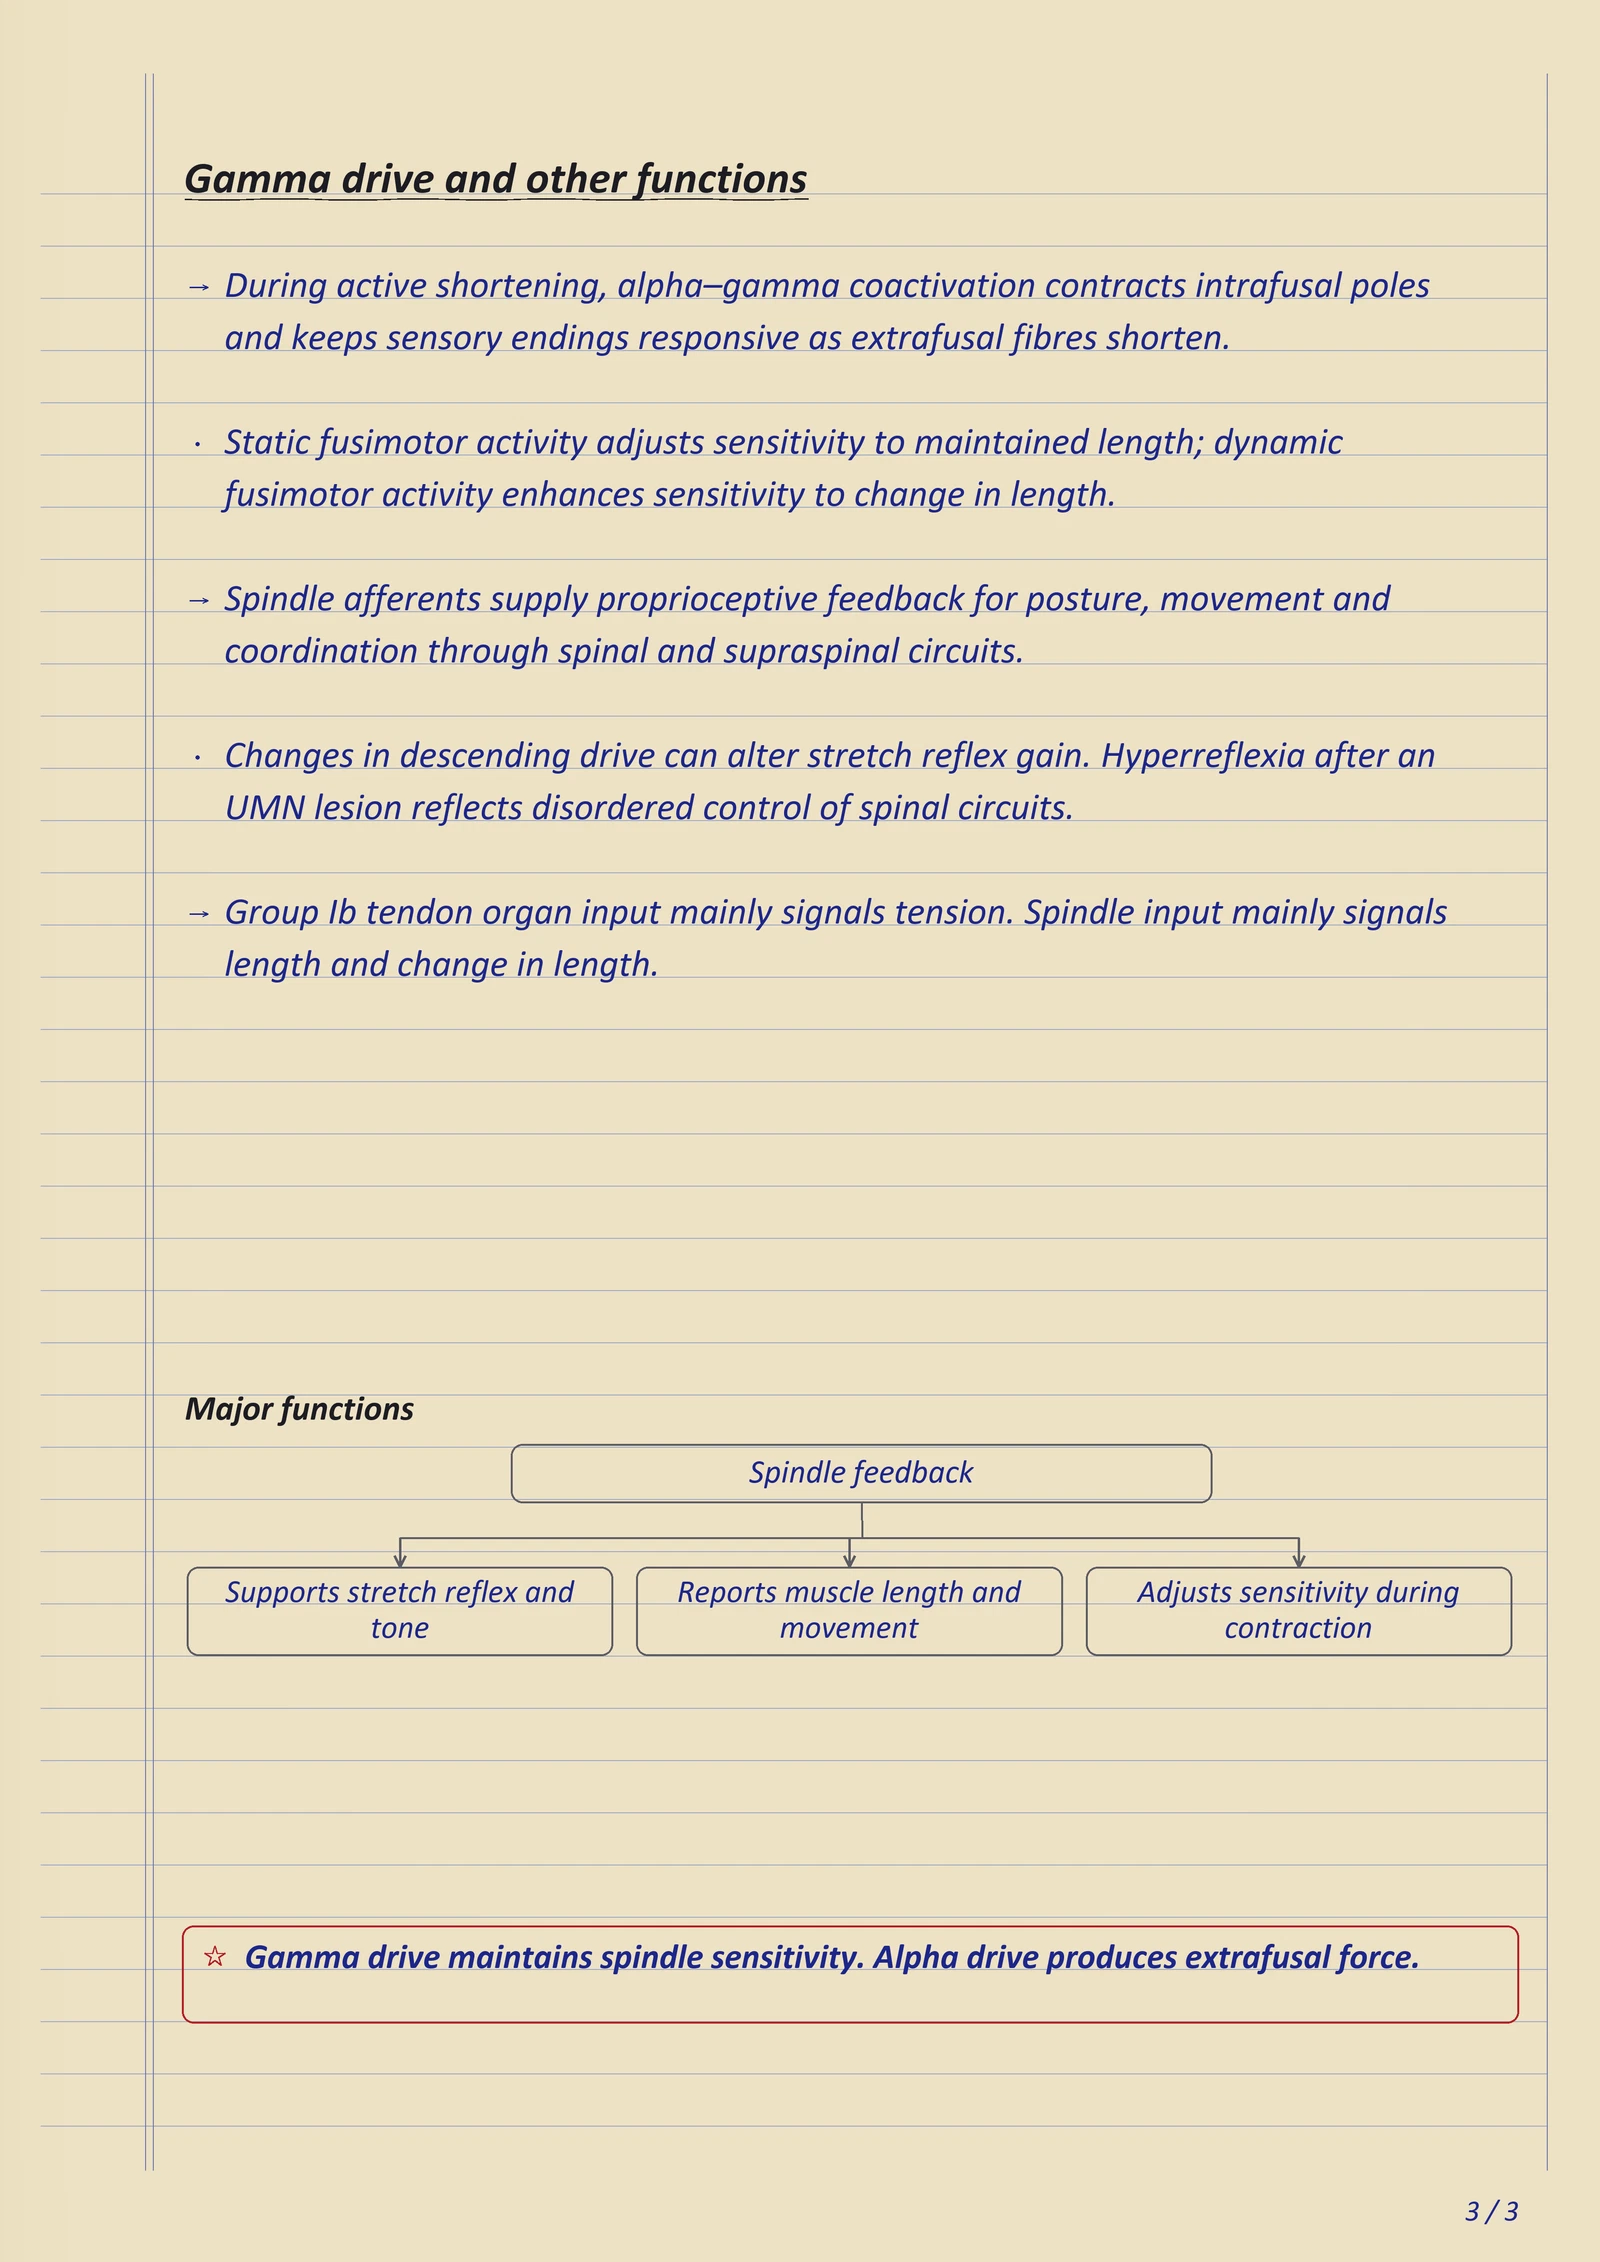 Gamma drive and other functions
→ During active shortening, alpha–gamma coactivation contracts intrafusal poles
and keeps sensory endings responsive as extrafusal fibres shorten.
· Static fusimotor activity adjusts sensitivity to maintained length; dynamic
fusimotor activity enhances sensitivity to change in length.
→ Spindle afferents supply proprioceptive feedback for posture, movement and
coordination through spinal and supraspinal circuits.
· Changes in descending drive can alter stretch reflex gain. Hyperreflexia after an
UMN lesion reflects disordered control of spinal circuits.
→ Group Ib tendon organ input mainly signals tension. Spindle input mainly signals
length and change in length.
Major functions
Spindle feedback
Supports stretch reflex and
tone
Reports muscle length and
movement
Adjusts sensitivity during
contraction
☆ Gamma drive maintains spindle sensitivity. Alpha drive produces extrafusal force.
3 / 3